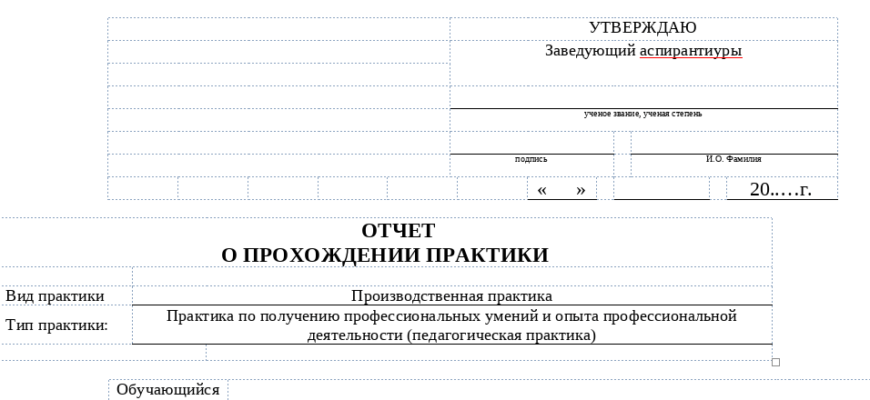 УТВЕРЖДАЮ
Заведующий аспирантиуры
ученое звание, ученая степень
подпись И.О. Фамилия
« » 20..…г.
ОТЧЕТ
О ПРОХОЖДЕНИИ ПРАКТИКИ
Вид практики Производственная практика
Тип практики: Практика по получению профессиональных умений и опыта профессиональной
деятельности (педагогическая практика)
Обучающийся